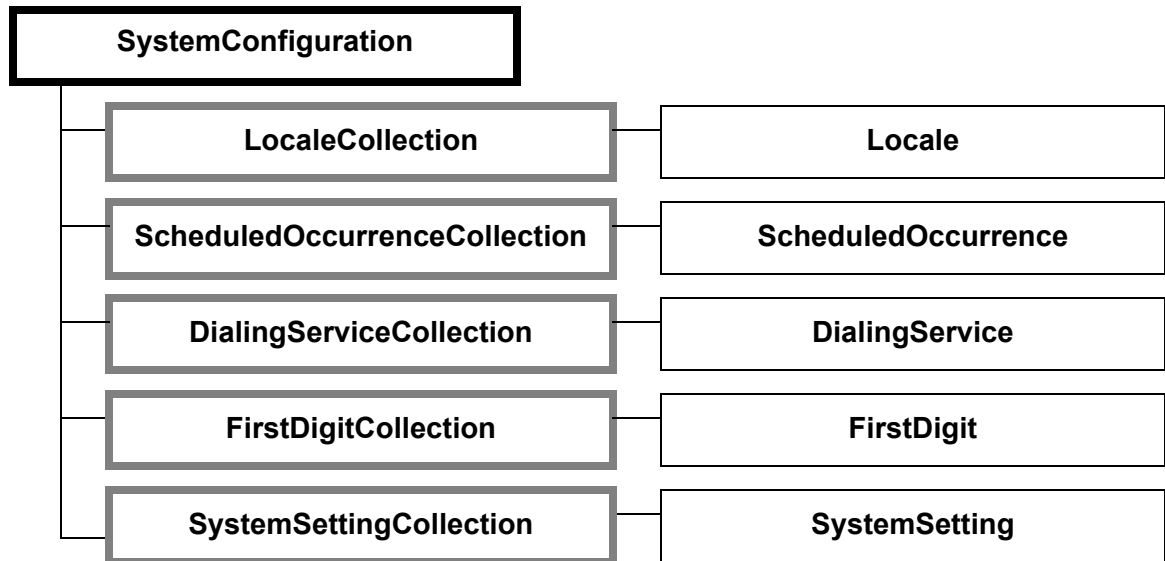 SystemConfiguration
LocaleCollection
Locale
ScheduledOccurrenceCollection
ScheduledOccurrence
DialingServiceCollection
DialingService
FirstDigitCollection
FirstDigit
SystemSettingCollection
SystemSetting